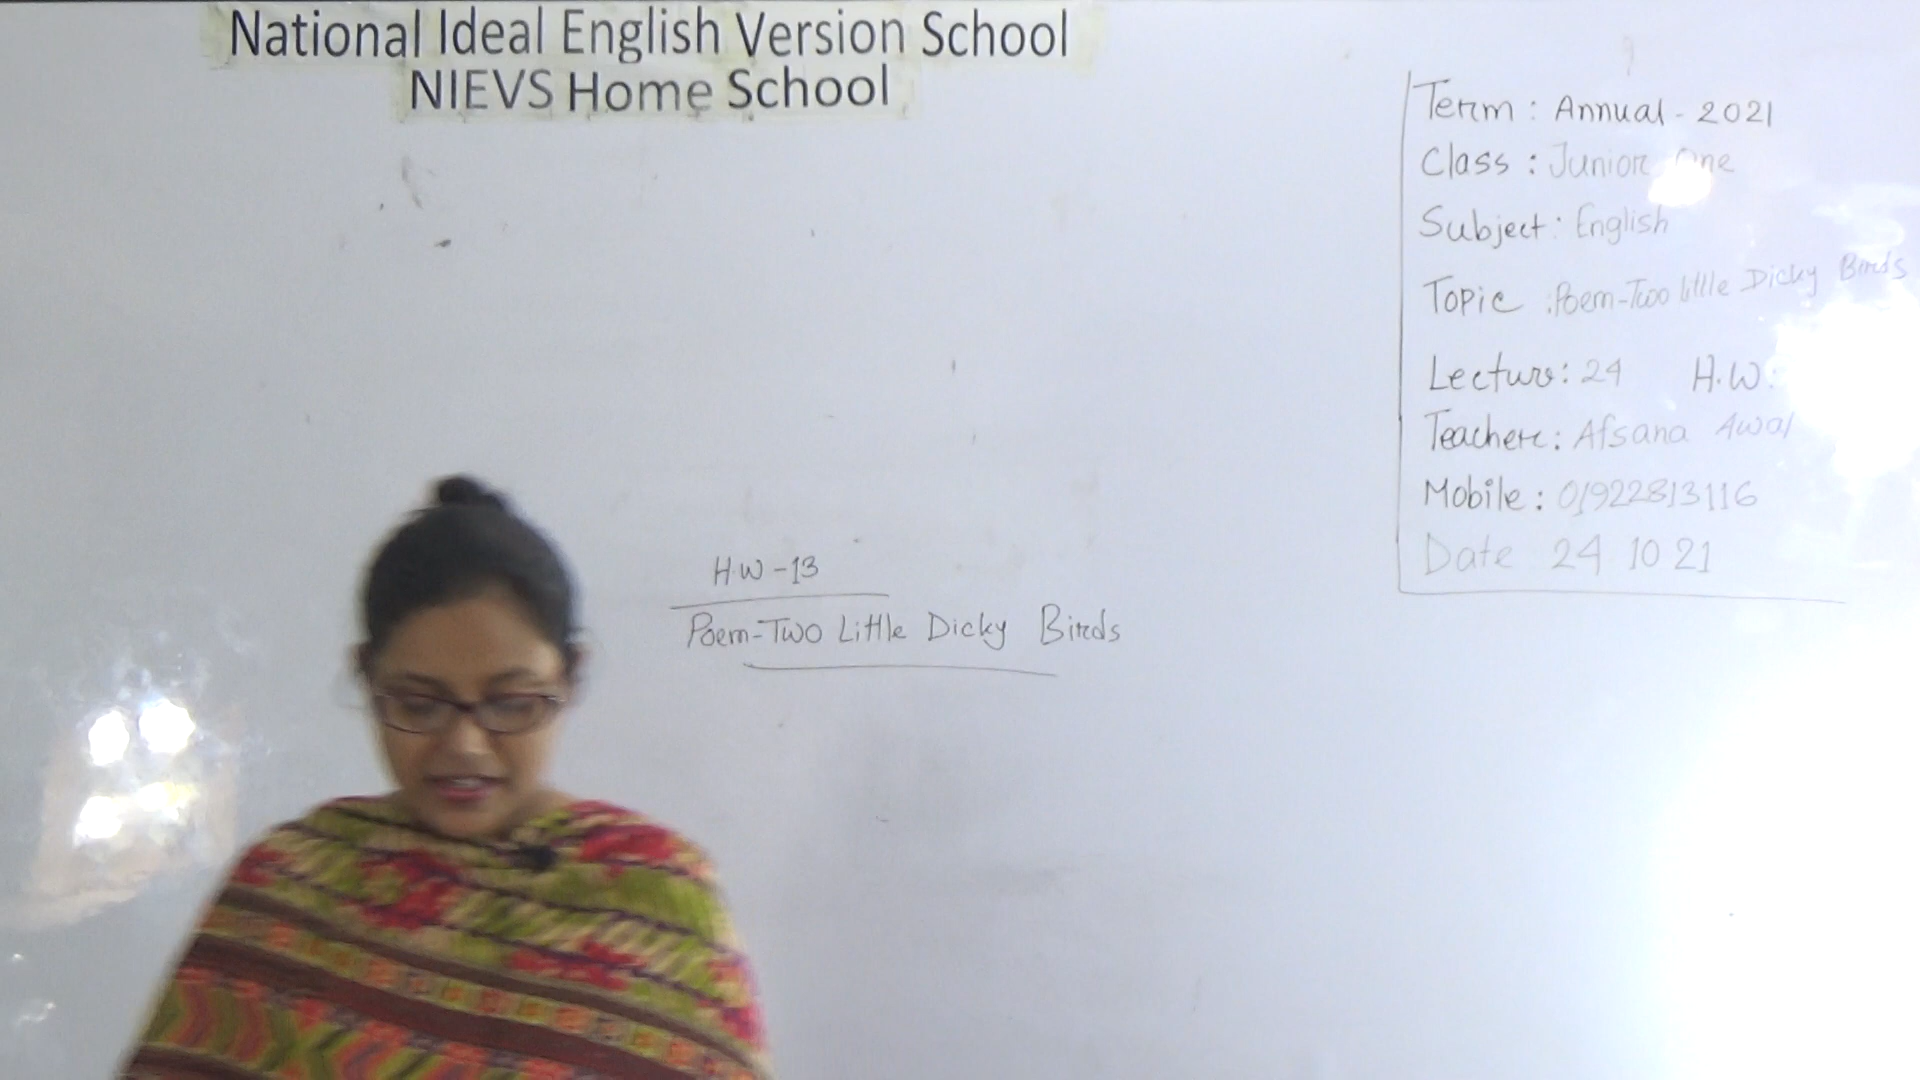 National Ideal English Version School
NIEVS Home School
Term : Annual - 2021
Class : Junior One
Subject : English
Topic : Poem-Two little Dicky Birds
Lecture : 24 H.W:
Teacher : Afsana Awal
Mobile : 01922813116
Date 24 10 21
H.W-13
Poem-Two Little Dicky Birds